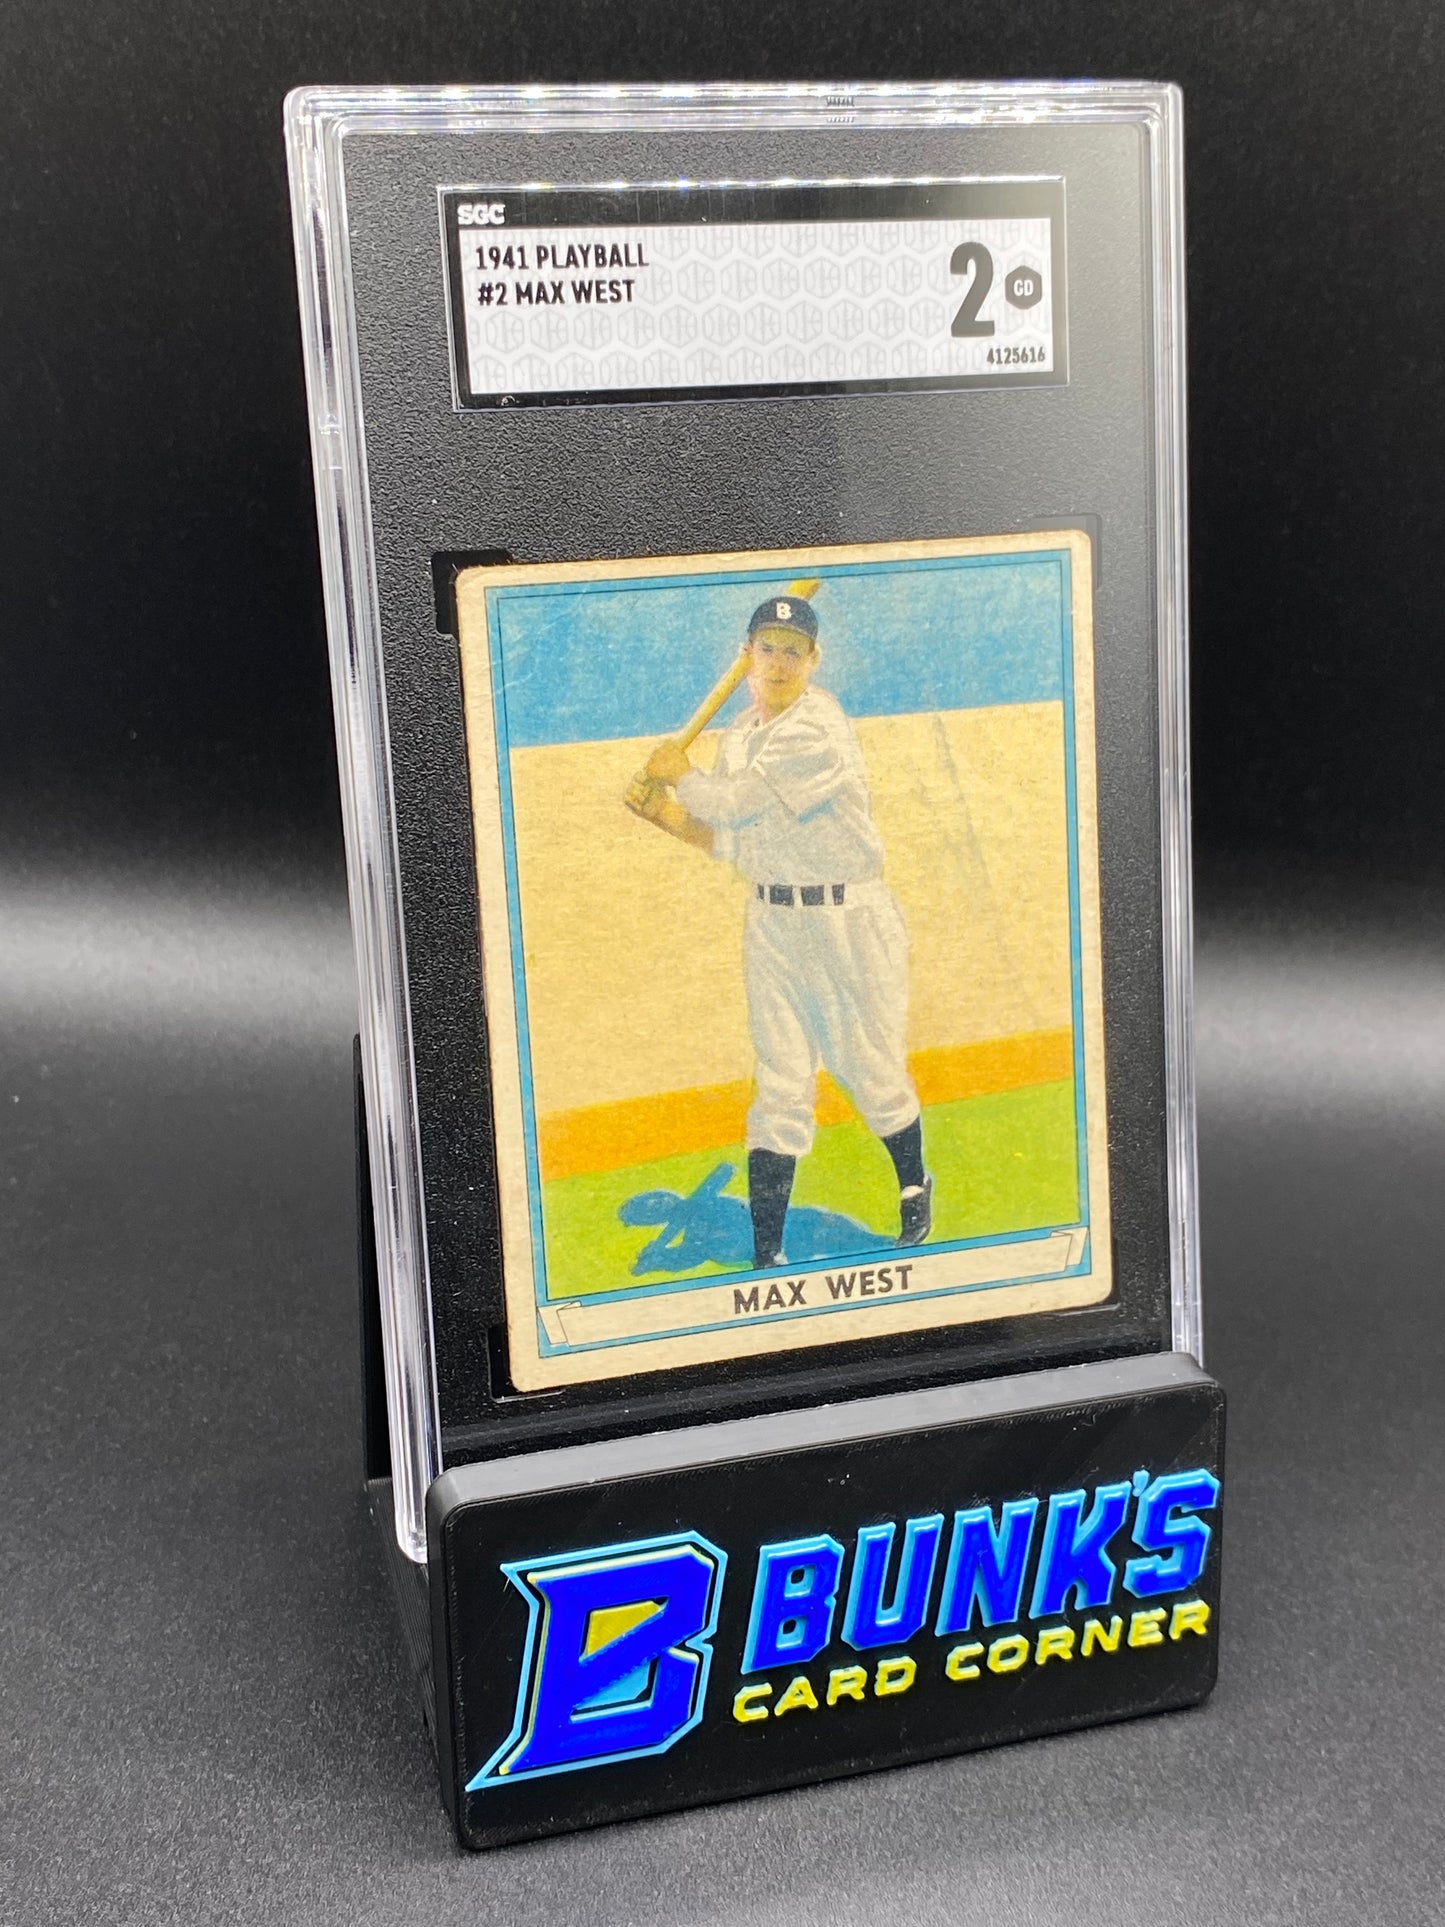 SGC
1941 PLAYBALL
#2 MAX WEST
2 GD
4125616
B
MAX WEST
B BUNK'S
CARD CORNER